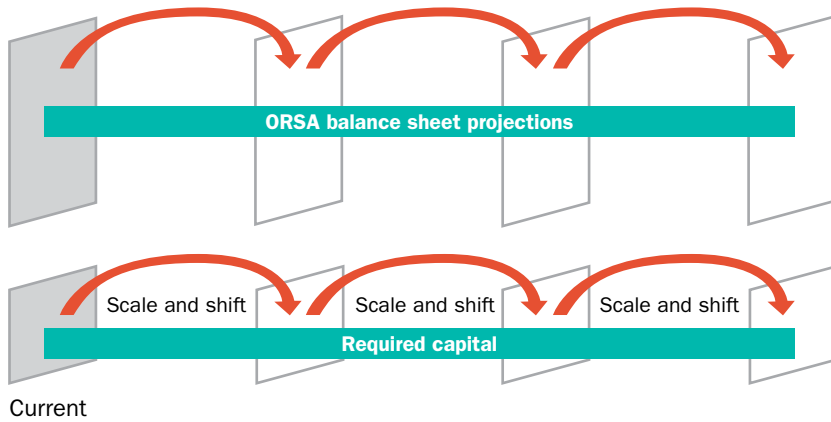 ORSA balance sheet projections
Scale and shift
Scale and shift
Scale and shift
Required capital
Current